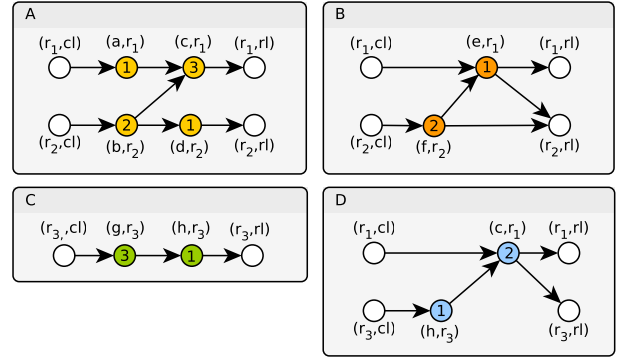 A
(r1,cl) (a,r1) (c,r1) (r1,rl)
1 3
2 1
(r2,cl) (b,r2) (d,r2) (r2,rl)
B
(r1,cl) (e,r1) (r1,rl)
1
2
(r2,cl) (f,r2) (r2,rl)
C
(r3,,cl) (g,r3) (h,r3) (r3,rl)
3 1
D
(r1,cl) (c,r1) (r1,rl)
2
1
(r3,cl) (h,r3) (r3,rl)